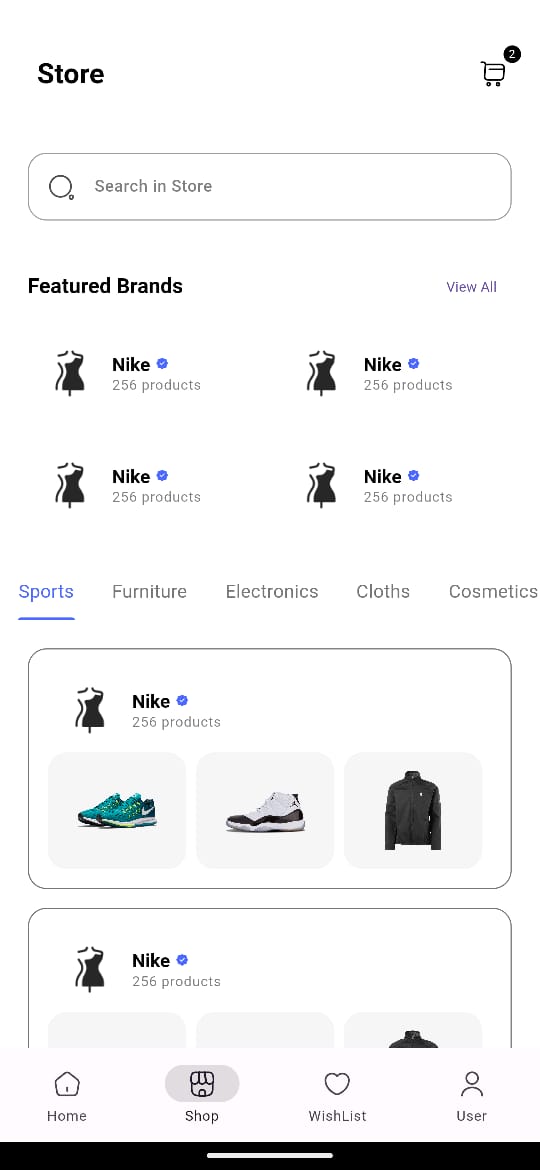 Store
2
Search in Store
Featured Brands
View All
Nike
256 products
Nike
256 products
Nike
256 products
Nike
256 products
Sports Furniture Electronics Cloths Cosmetics
Nike
256 products
Nike
256 products
Home Shop WishList User